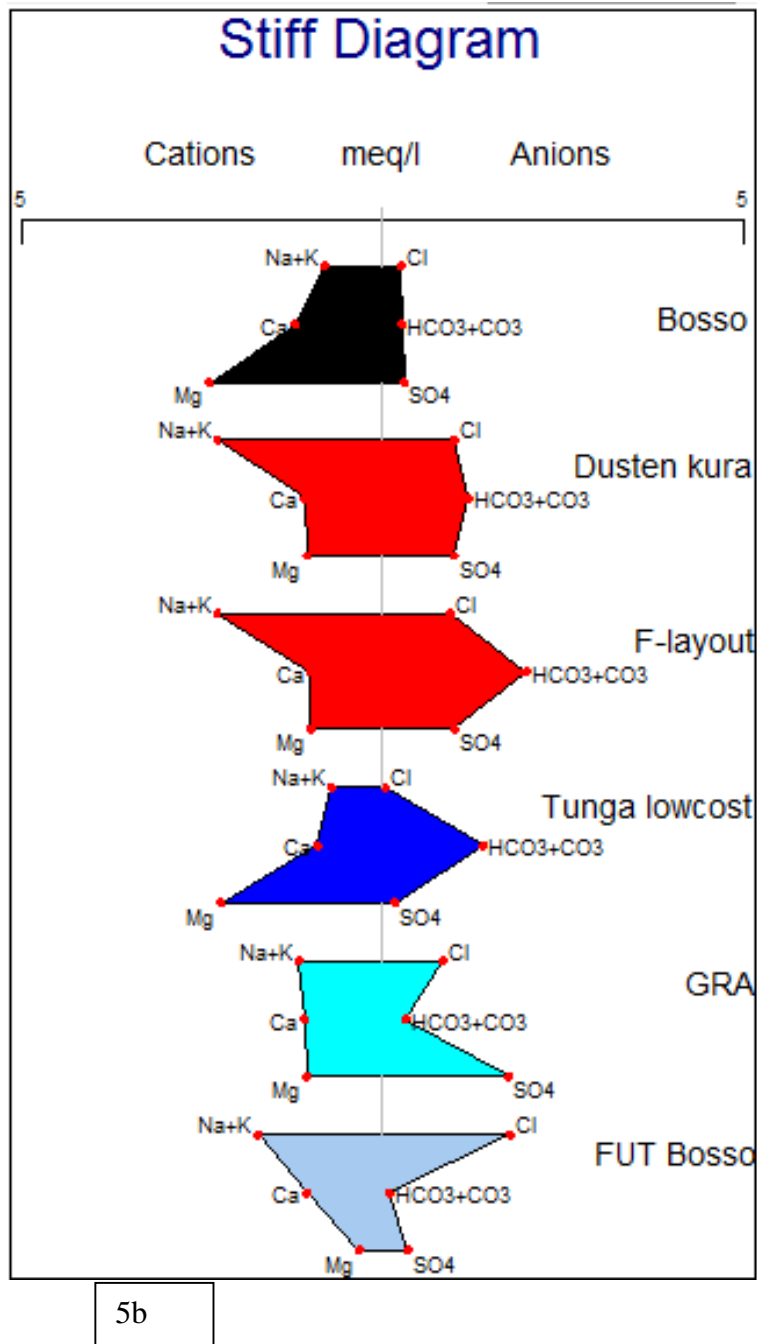 Stiff Diagram
Cations meq/l Anions
5 5
Na+K Cl
Ca HCO3+CO3 Bosso
Mg SO4
Na+K Cl
Dusten kura
Ca HCO3+CO3
Mg SO4
Na+K Cl
F-layout
Ca HCO3+CO3
Mg SO4
Na+K Cl
Tunga lowcost
Ca HCO3+CO3
Mg SO4
Na+K Cl
GRA
Ca HCO3+CO3
Mg SO4
Na+K Cl
FUT Bosso
Ca HCO3+CO3
Mg SO4
5b